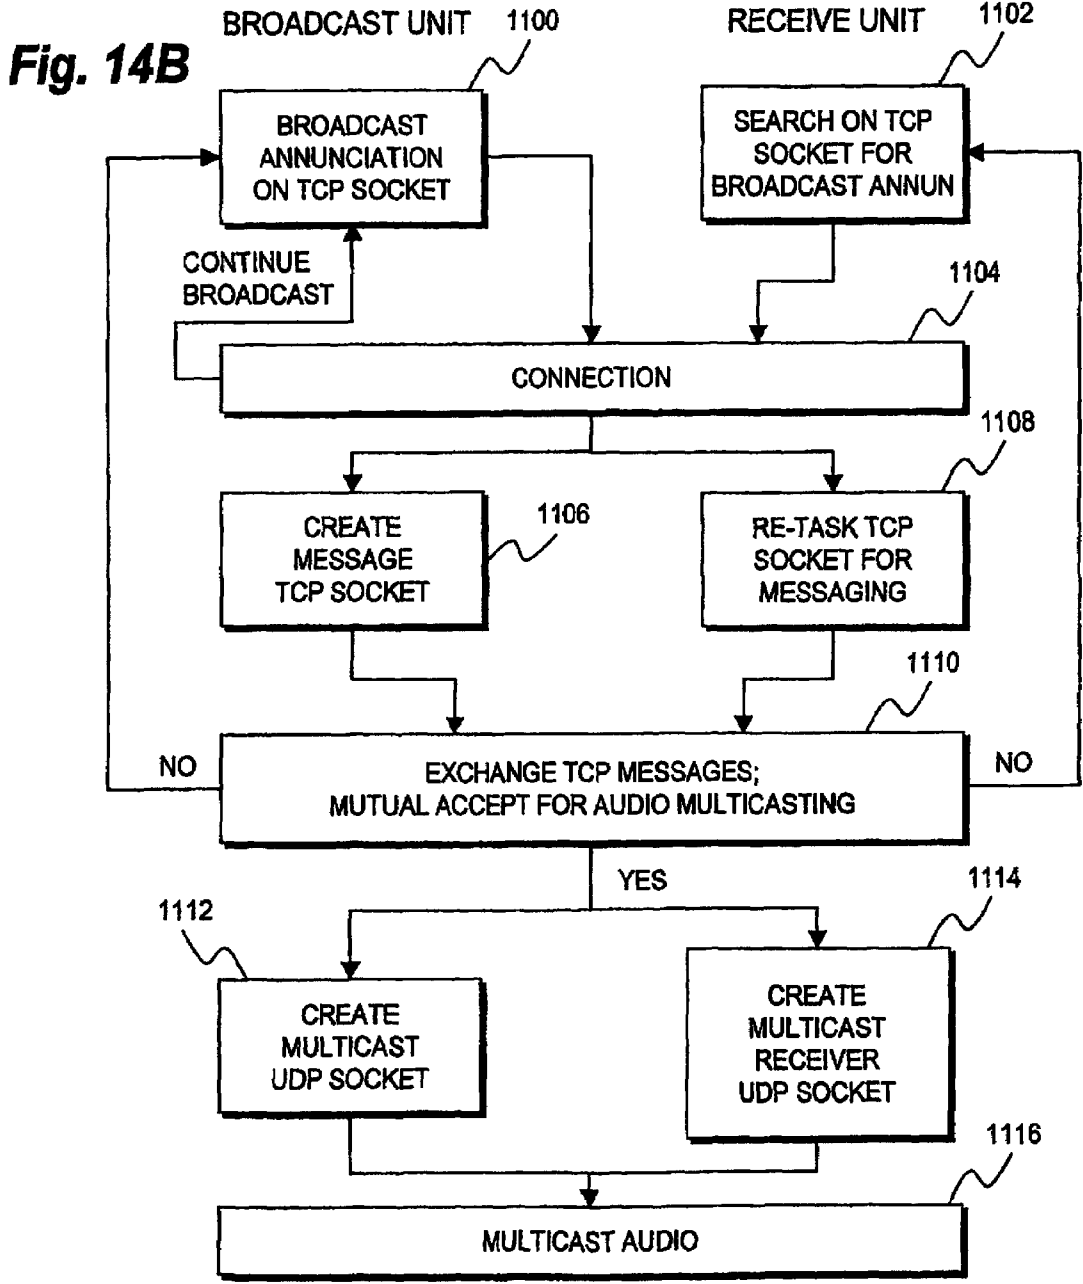 Fig. 14B
BROADCAST UNIT
1100
RECEIVE UNIT
1102
BROADCAST
ANNUNCIATION
ON TCP SOCKET
SEARCH ON TCP
SOCKET FOR
BROADCAST ANNUN
CONTINUE
BROADCAST
1104
CONNECTION
1108
CREATE
MESSAGE
TCP SOCKET
1106
RE-TASK TCP
SOCKET FOR
MESSAGING
1110
NO
EXCHANGE TCP MESSAGES;
MUTUAL ACCEPT FOR AUDIO MULTICASTING
NO
YES
1112
1114
CREATE
MULTICAST
UDP SOCKET
CREATE
MULTICAST
RECEIVER
UDP SOCKET
1116
MULTICAST AUDIO